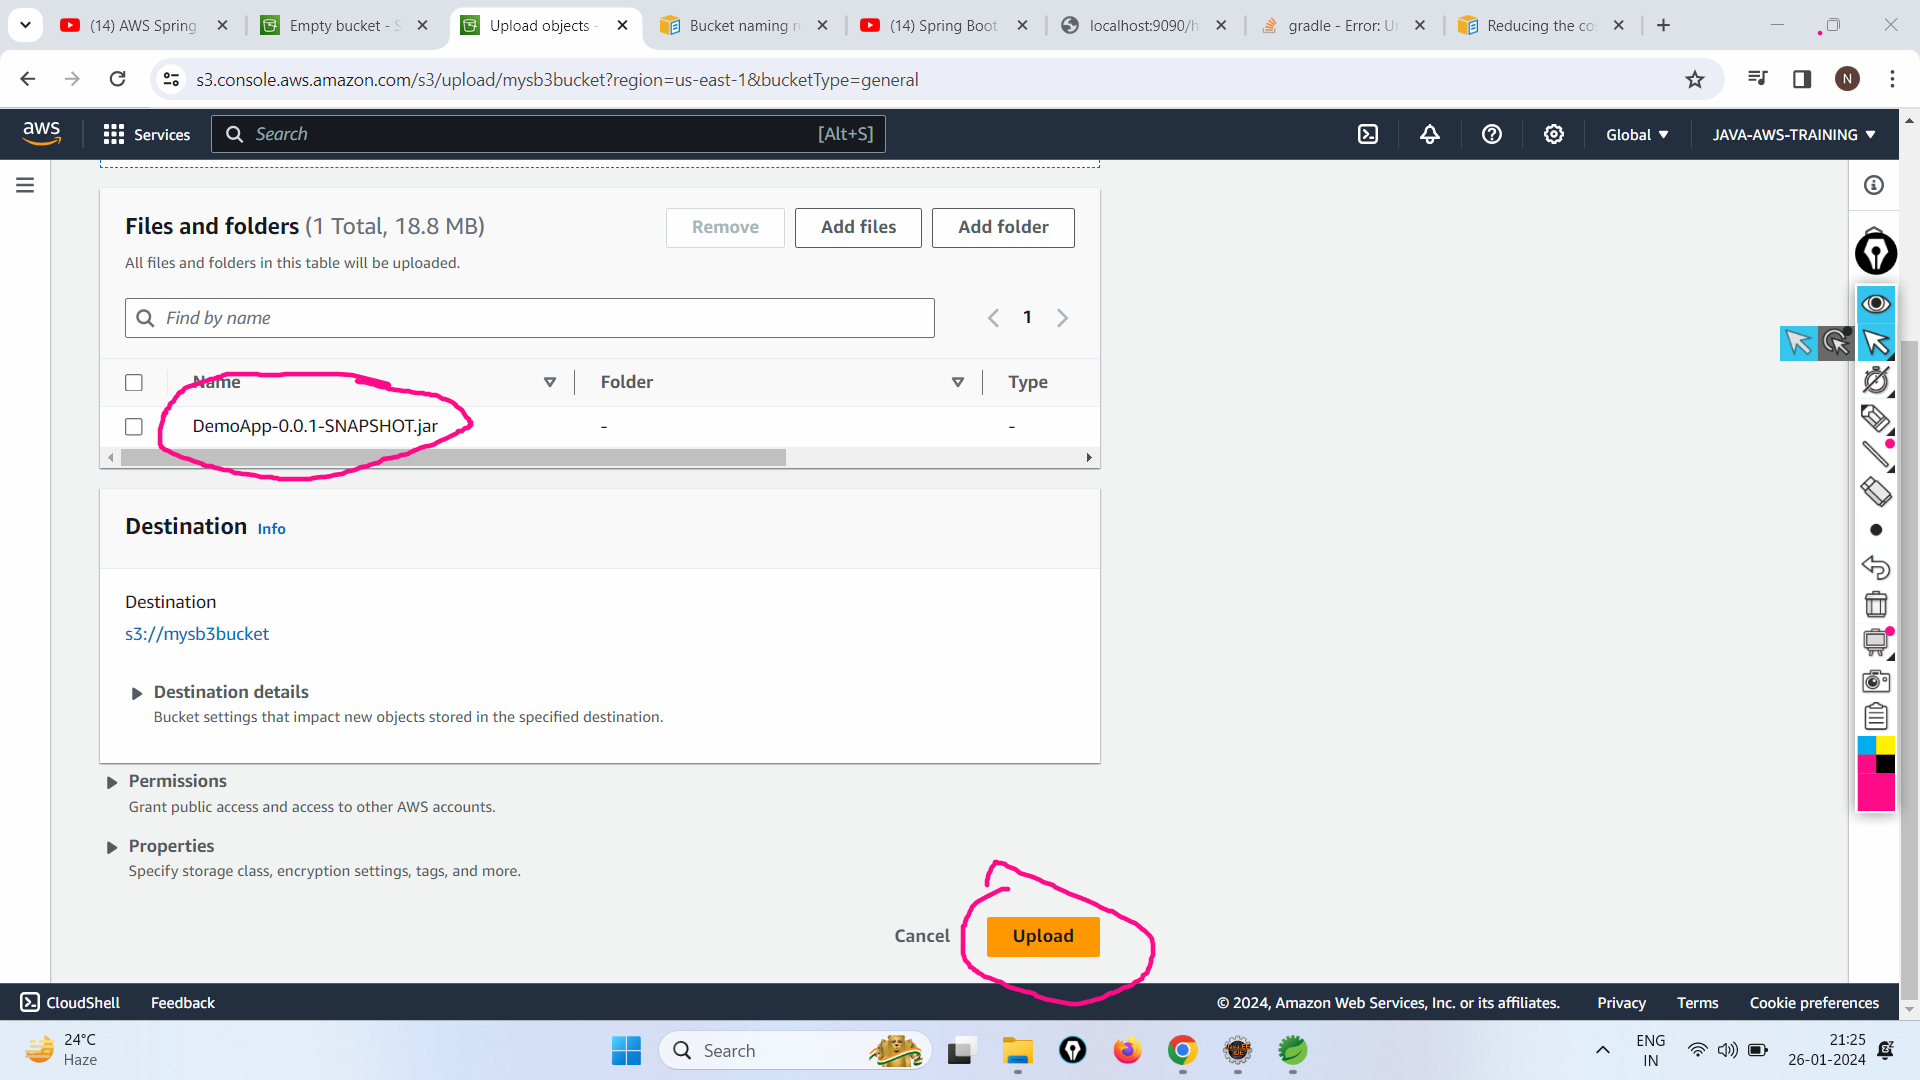 (14) AWS Spring
Empty bucket - S
Upload objects -
Bucket naming r
(14) Spring Boot
localhost:9090/h
gradle - Error: Un
Reducing the co
s3.console.aws.amazon.com/s3/upload/mysb3bucket?region=us-east-1&bucketType=general
N
aws
Services
Search
[Alt+S]
Global
JAVA-AWS-TRAINING
Files and folders (1 Total, 18.8 MB)
Remove
Add files
Add folder
All files and folders in this table will be uploaded.
Find by name
1
Name
Folder
Type
DemoApp-0.0.1-SNAPSHOT.jar
-
-
Destination Info
Destination
s3://mysb3bucket
Destination details
Bucket settings that impact new objects stored in the specified destination.
Permissions
Grant public access and access to other AWS accounts.
Properties
Specify storage class, encryption settings, tags, and more.
Cancel
Upload
CloudShell
Feedback
© 2024, Amazon Web Services, Inc. or its affiliates.
Privacy
Terms
Cookie preferences
24°C
Haze
Search
ENG
IN
21:25
26-01-2024